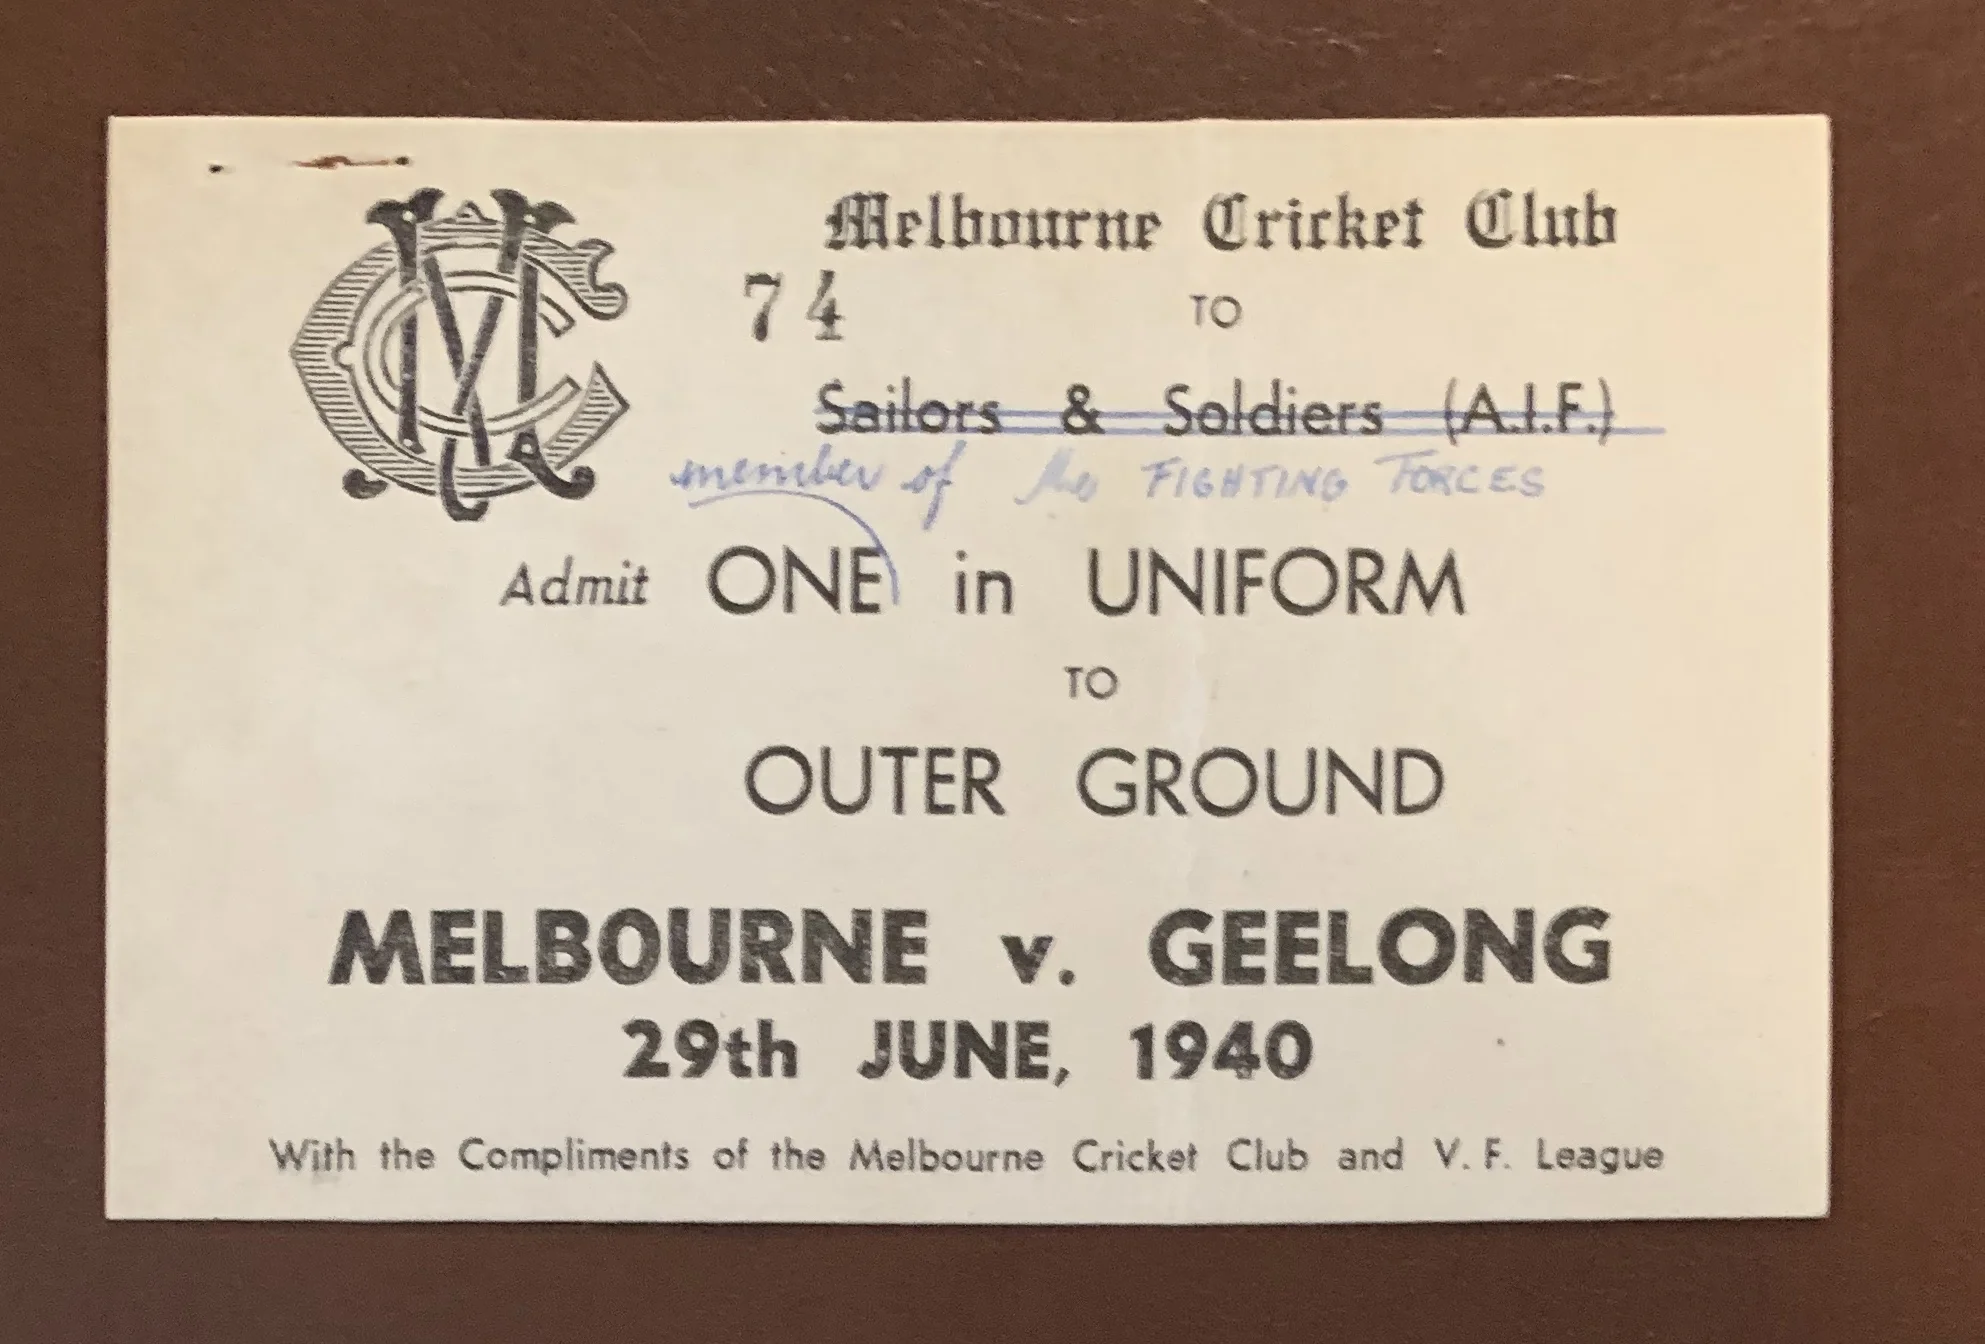 MCC
Melbourne Cricket Club
74
TO
Sailors & Soldiers (A.I.F.)
member of the FIGHTING FORCES
Admit ONE in UNIFORM
TO
OUTER GROUND
MELBOURNE v. GEELONG
29th JUNE, 1940
With the Compliments of the Melbourne Cricket Club and V. F. League